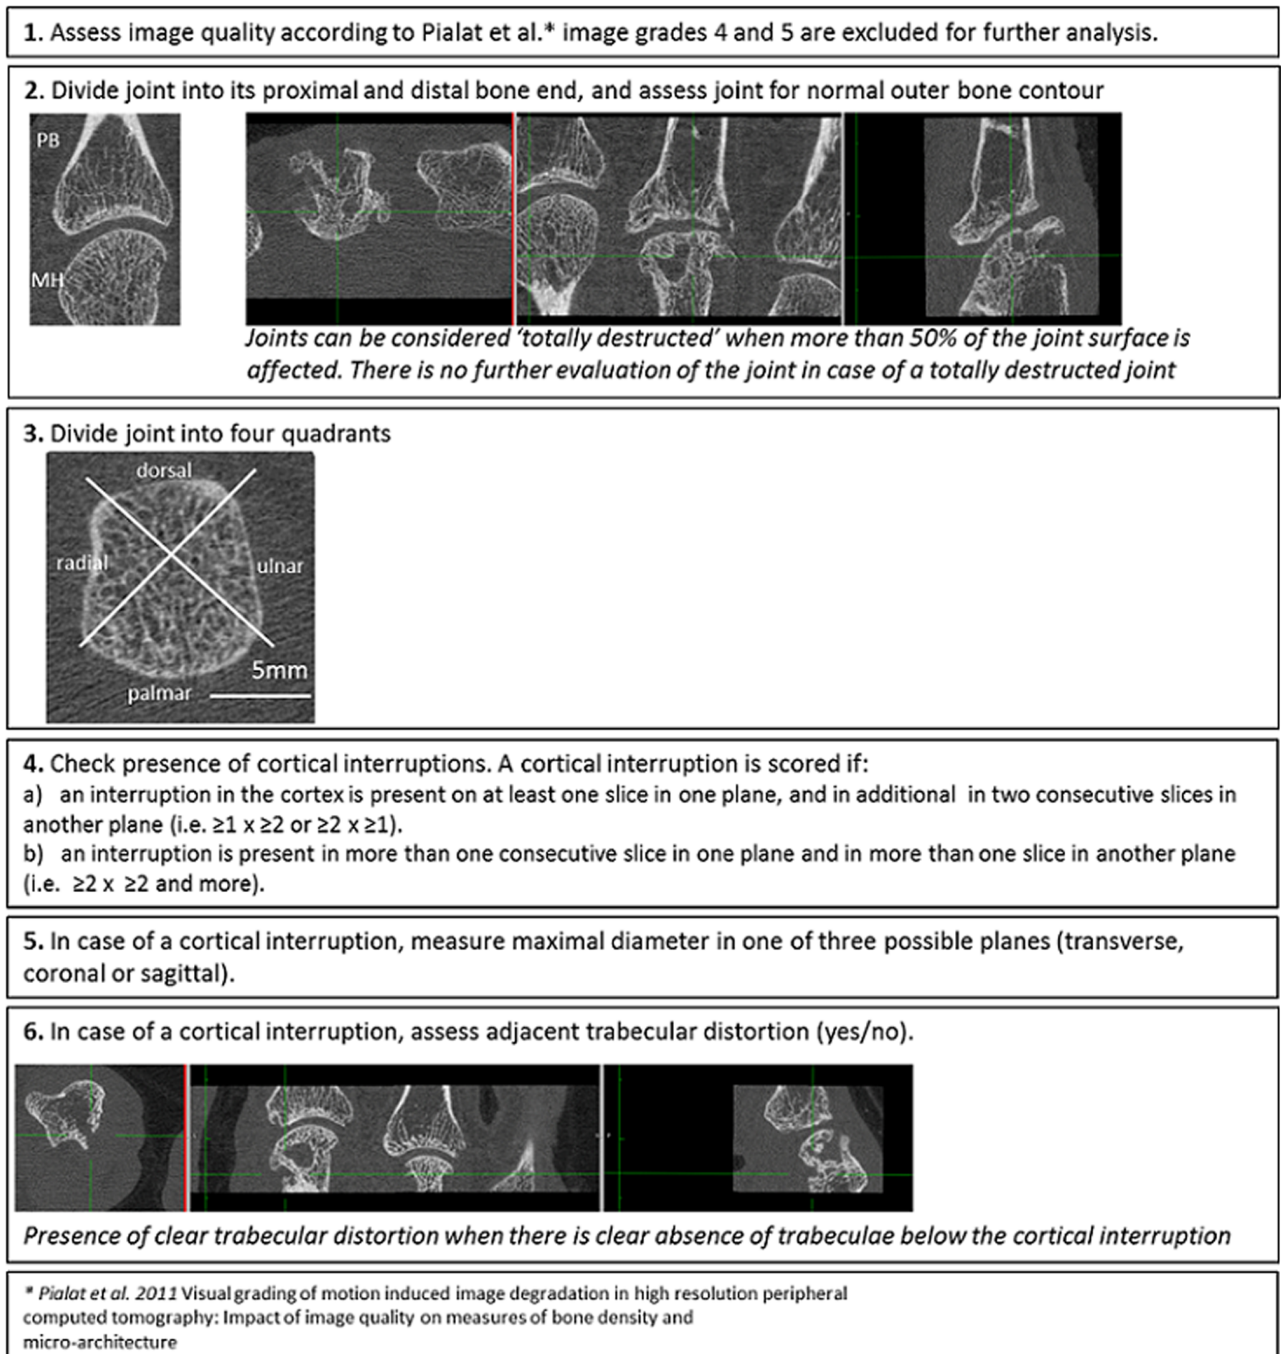 1. Assess image quality according to Pialat et al.* image grades 4 and 5 are excluded for further analysis.
2. Divide joint into its proximal and distal bone end, and assess joint for normal outer bone contour
PB
MH
Joints can be considered ‘totally destructed’ when more than 50% of the joint surface is
affected. There is no further evaluation of the joint in case of a totally destructed joint
3. Divide joint into four quadrants
dorsal
radial
ulnar
5mm
palmar
4. Check presence of cortical interruptions. A cortical interruption is scored if:
a) an interruption in the cortex is present on at least one slice in one plane, and in additional in two consecutive slices in
another plane (i.e. ≥1 x ≥2 or ≥2 x ≥1).
b) an interruption is present in more than one consecutive slice in one plane and in more than one slice in another plane
(i.e. ≥2 x ≥2 and more).
5. In case of a cortical interruption, measure maximal diameter in one of three possible planes (transverse,
coronal or sagittal).
6. In case of a cortical interruption, assess adjacent trabecular distortion (yes/no).
Presence of clear trabecular distortion when there is clear absence of trabeculae below the cortical interruption
* Pialat et al. 2011 Visual grading of motion induced image degradation in high resolution peripheral
computed tomography: Impact of image quality on measures of bone density and
micro-architecture